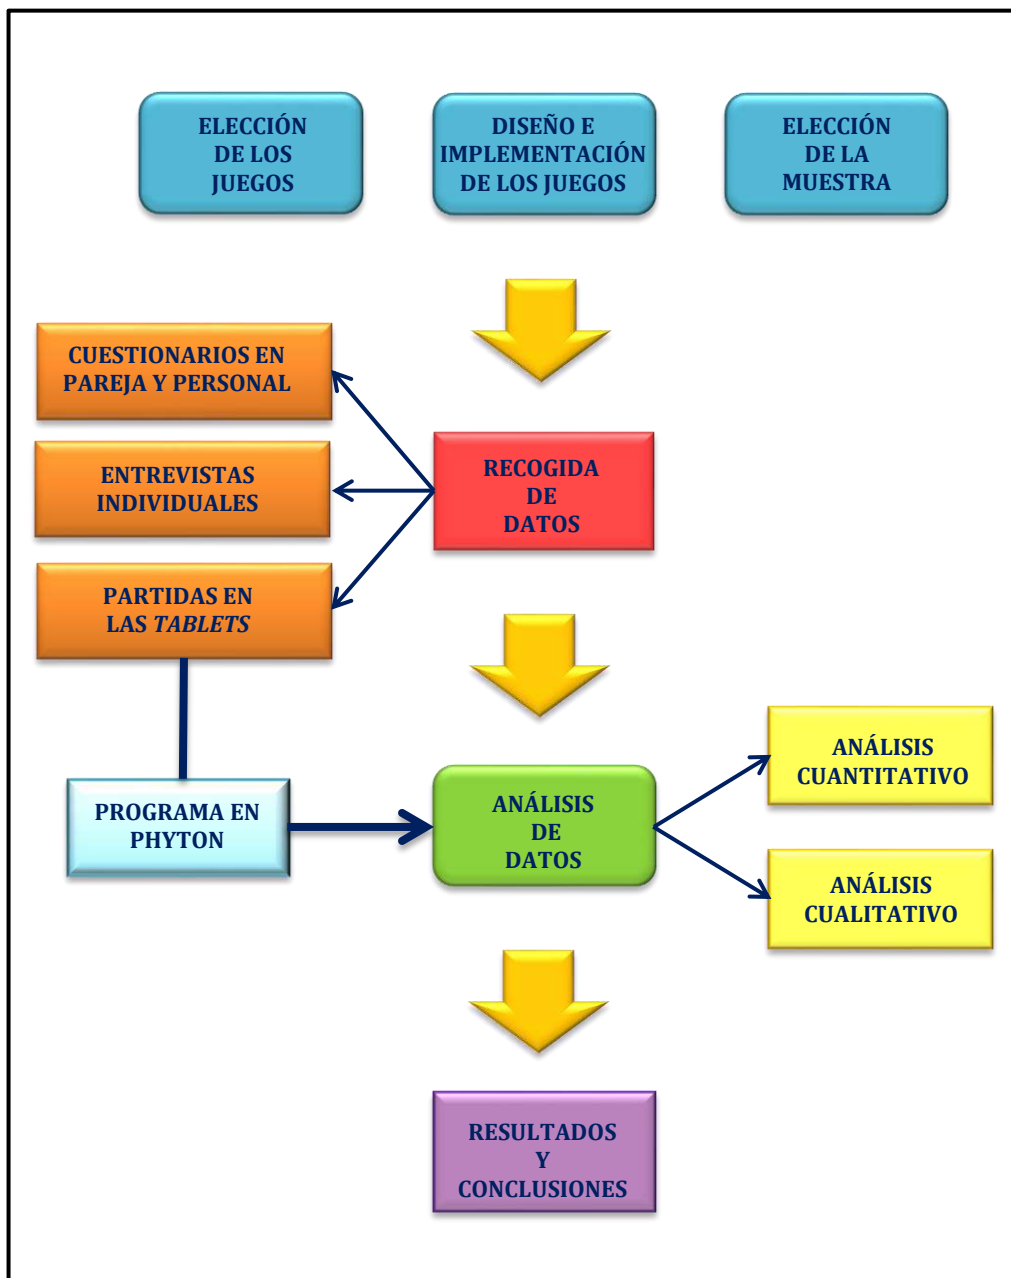 ELECCIÓN
DE LOS
JUEGOS
DISEÑO E
IMPLEMENTACIÓN
DE LOS JUEGOS
ELECCIÓN
DE LA
MUESTRA
CUESTIONARIOS EN
PAREJA Y PERSONAL
ENTREVISTAS
INDIVIDUALES
PARTIDAS EN
LAS TABLETS
RECOGIDA
DE
DATOS
PROGRAMA EN
PHYTON
ANÁLISIS
DE
DATOS
ANÁLISIS
CUANTITATIVO
ANÁLISIS
CUALITATIVO
RESULTADOS
Y
CONCLUSIONES